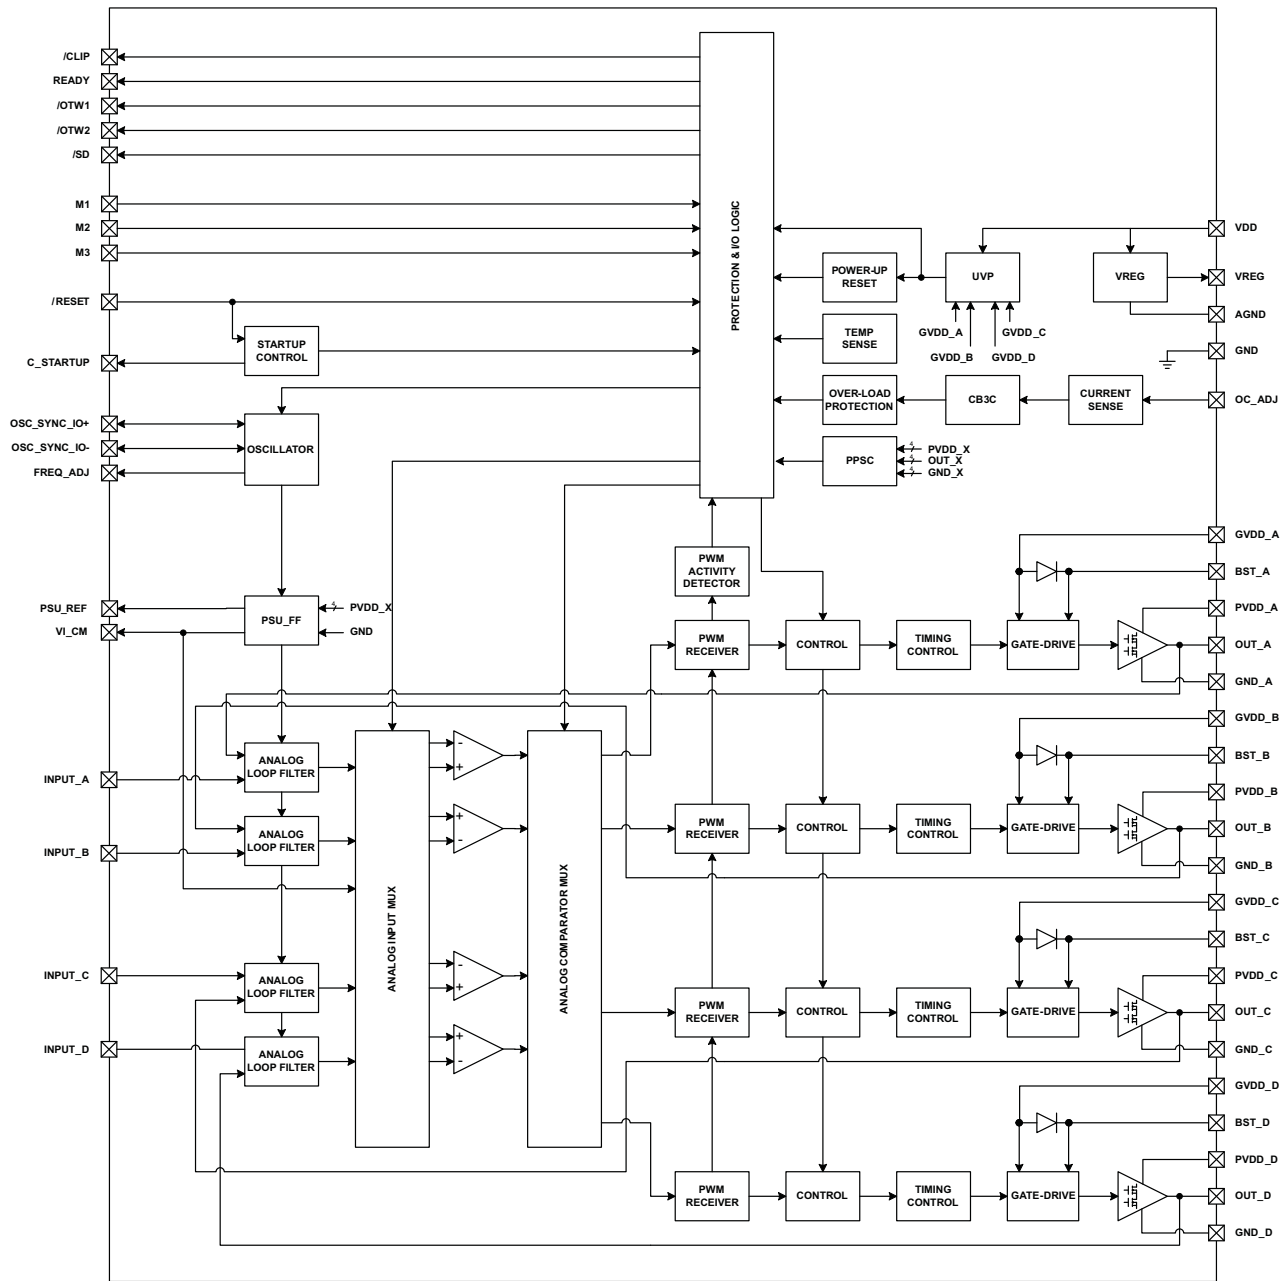 /CLIP
READY
/OTW1
/OTW2
/SD
M1
M2
M3
/RESET
C_STARTUP
OSC_SYNC_IO+
OSC_SYNC_IO-
FREQ_ADJ
PSU_REF
VI_CM
INPUT_A
INPUT_B
INPUT_C
INPUT_D
STARTUP
CONTROL
OSCILLATOR
PSU_FF
4
PVDD_X
GND
ANALOG
LOOP FILTER
ANALOG
LOOP FILTER
ANALOG
LOOP FILTER
ANALOG
LOOP FILTER
ANALOG INPUT MUX
-
+
+
-
-
+
+
-
ANALOG COMPARATOR MUX
PROTECTION & I/O LOGIC
POWER-UP
RESET
UVP
VREG
GVDD_A
GVDD_C
GVDD_B
GVDD_D
TEMP
SENSE
OVER-LOAD
PROTECTION
CB3C
CURRENT
SENSE
PPSC
4
PVDD_X
4
OUT_X
4
GND_X
PWM
ACTIVITY
DETECTOR
PWM
RECEIVER
CONTROL
TIMING
CONTROL
GATE-DRIVE
PWM
RECEIVER
CONTROL
TIMING
CONTROL
GATE-DRIVE
PWM
RECEIVER
CONTROL
TIMING
CONTROL
GATE-DRIVE
PWM
RECEIVER
CONTROL
TIMING
CONTROL
GATE-DRIVE
VDD
VREG
AGND
GND
OC_ADJ
GVDD_A
BST_A
PVDD_A
OUT_A
GND_A
GVDD_B
BST_B
PVDD_B
OUT_B
GND_B
GVDD_C
BST_C
PVDD_C
OUT_C
GND_C
GVDD_D
BST_D
PVDD_D
OUT_D
GND_D